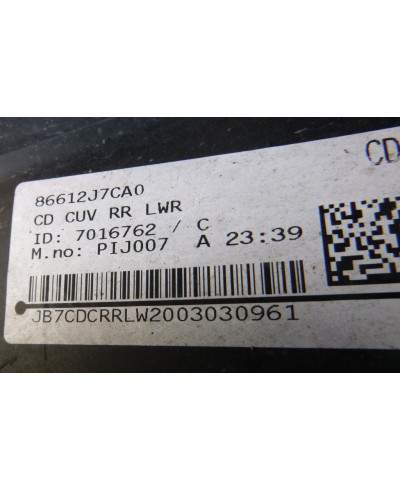 CD
86612J7CA0
CD CUV RR LWR
ID: 7016762 / C
M.no: PIJ007 A 23:39
JB7CDCRRLW2003030961